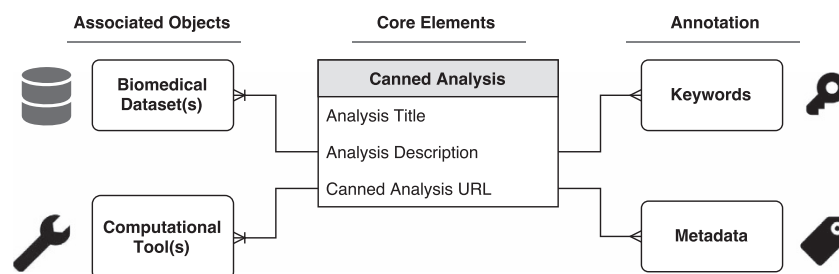 Associated Objects
Core Elements
Annotation
Biomedical
Dataset(s)
Canned Analysis
Analysis Title
Analysis Description
Canned Analysis URL
Keywords
Computational
Tool(s)
Metadata